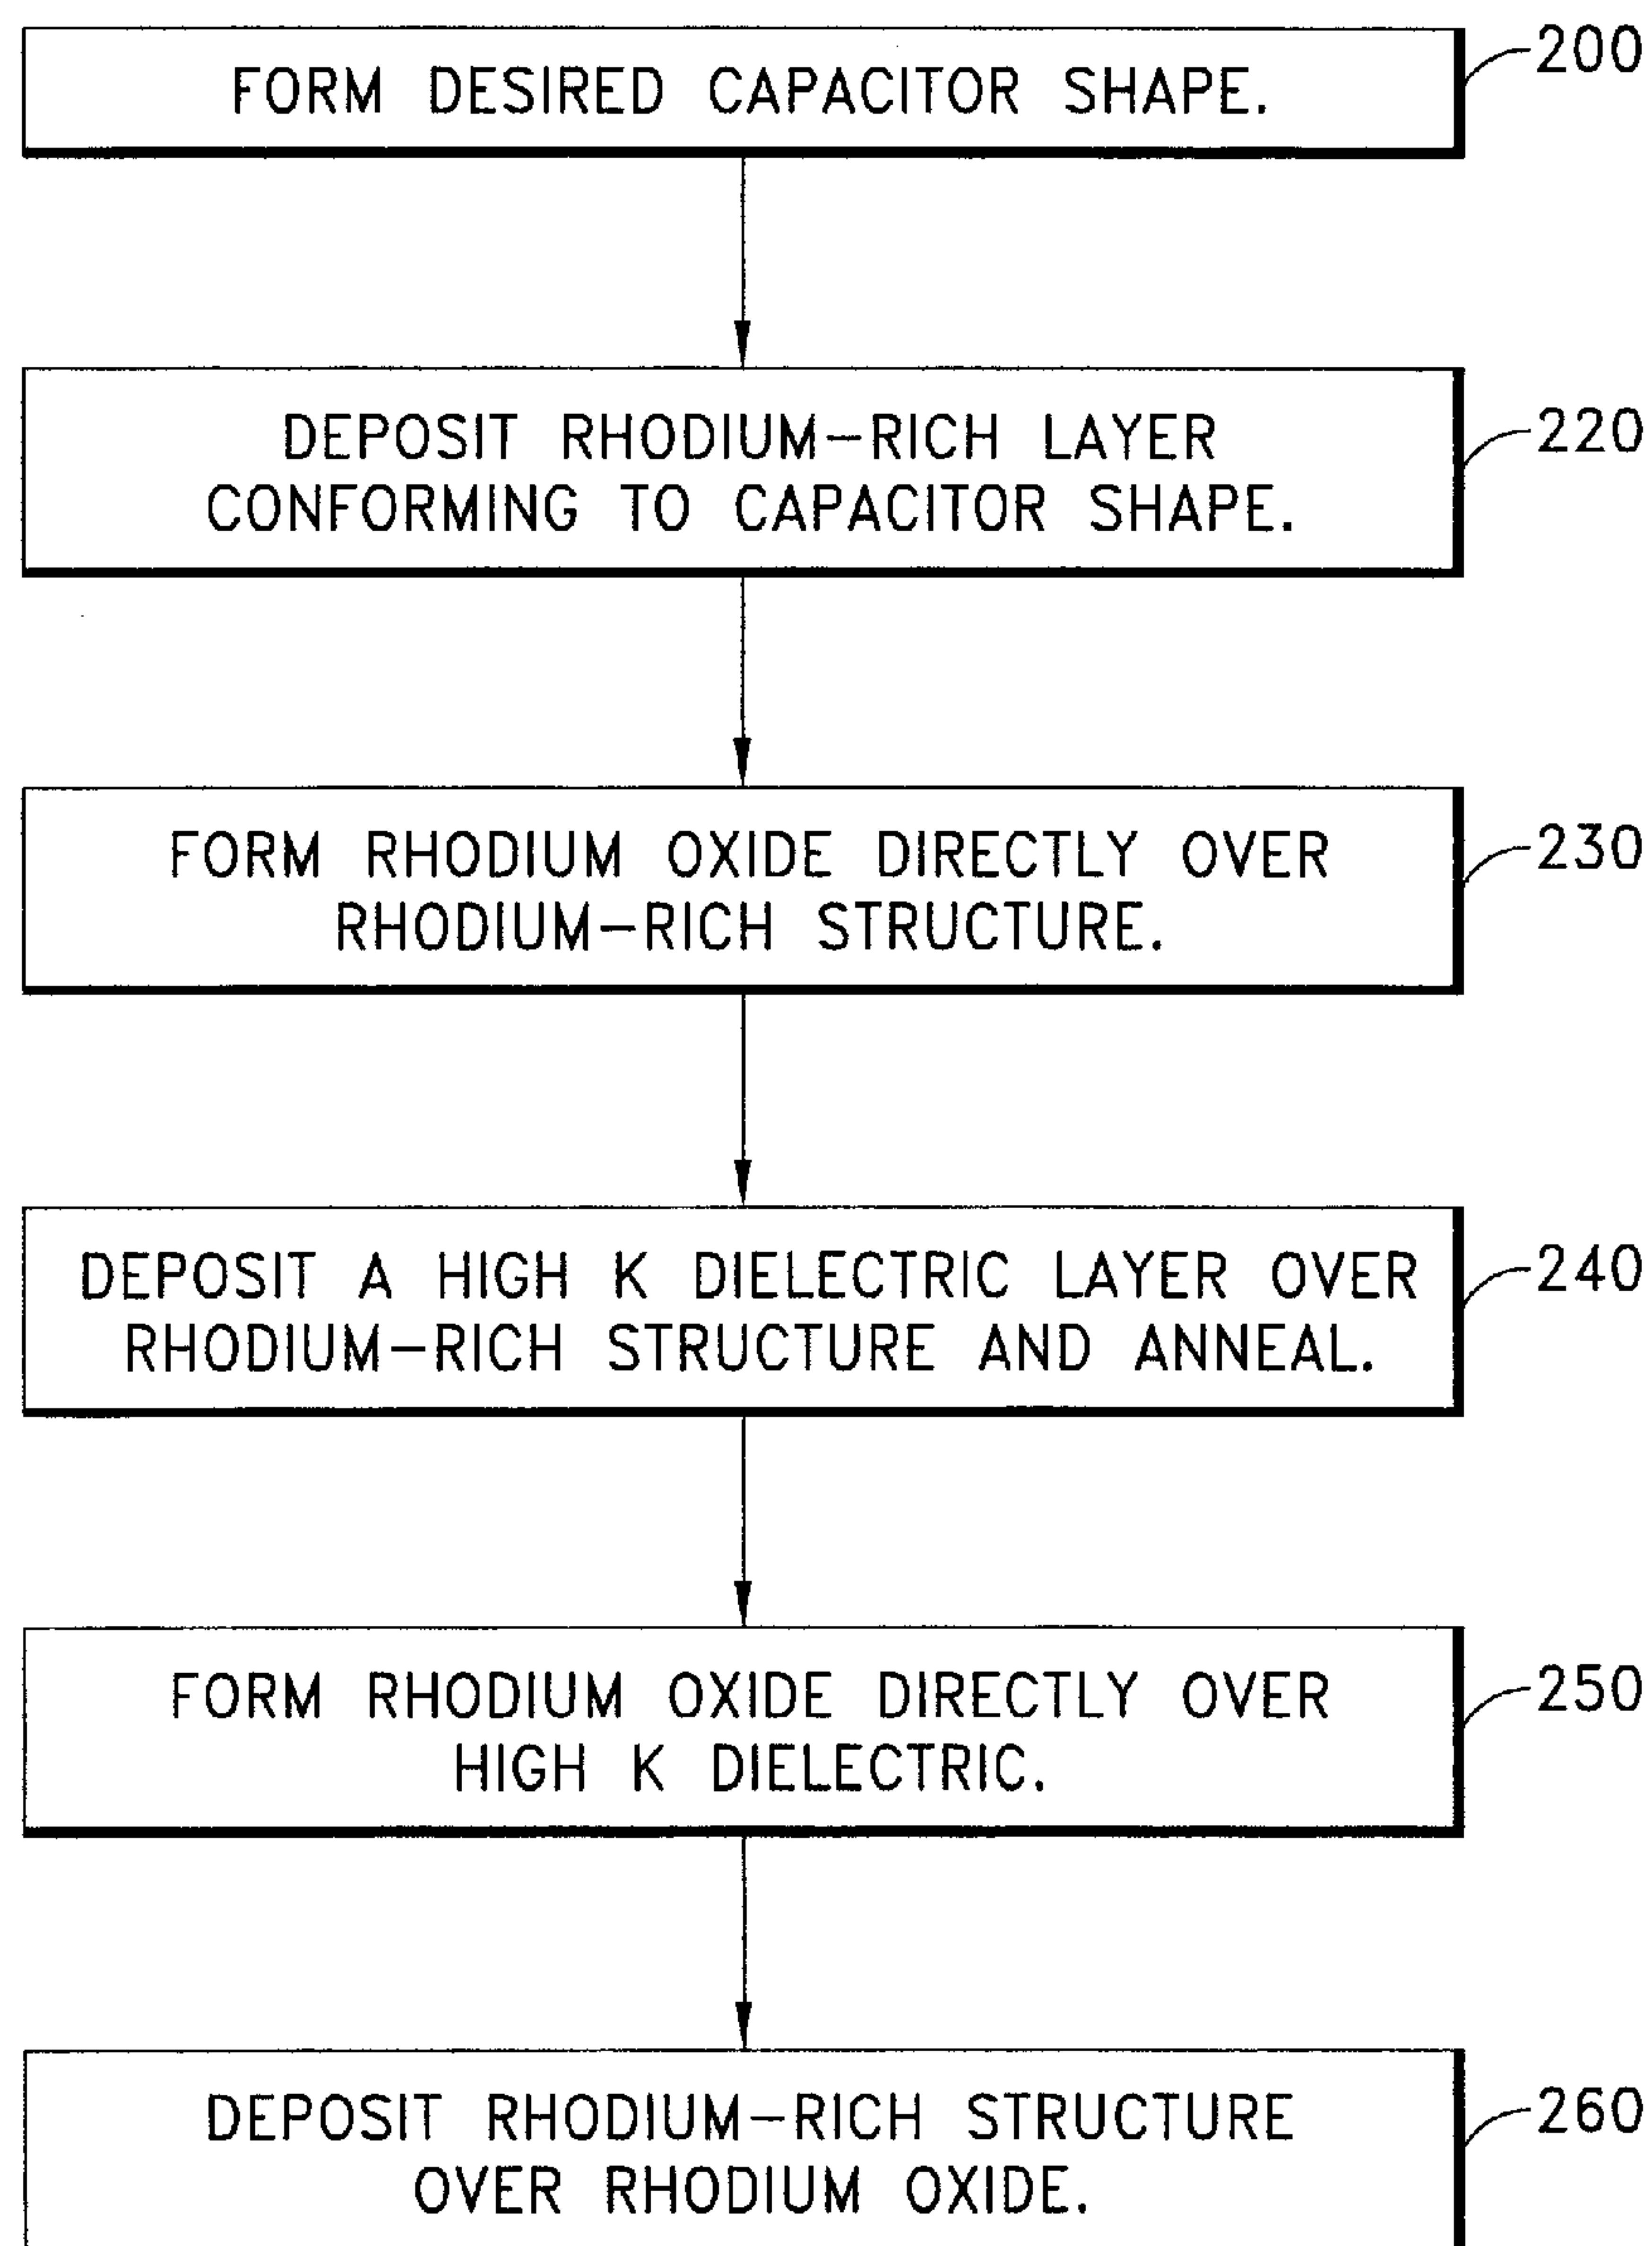 FORM DESIRED CAPACITOR SHAPE.
200
DEPOSIT RHODIUM-RICH LAYER
CONFORMING TO CAPACITOR SHAPE.
220
FORM RHODIUM OXIDE DIRECTLY OVER
RHODIUM-RICH STRUCTURE.
230
DEPOSIT A HIGH K DIELECTRIC LAYER OVER
RHODIUM-RICH STRUCTURE AND ANNEAL.
240
FORM RHODIUM OXIDE DIRECTLY OVER
HIGH K DIELECTRIC.
250
DEPOSIT RHODIUM-RICH STRUCTURE
OVER RHODIUM OXIDE.
260